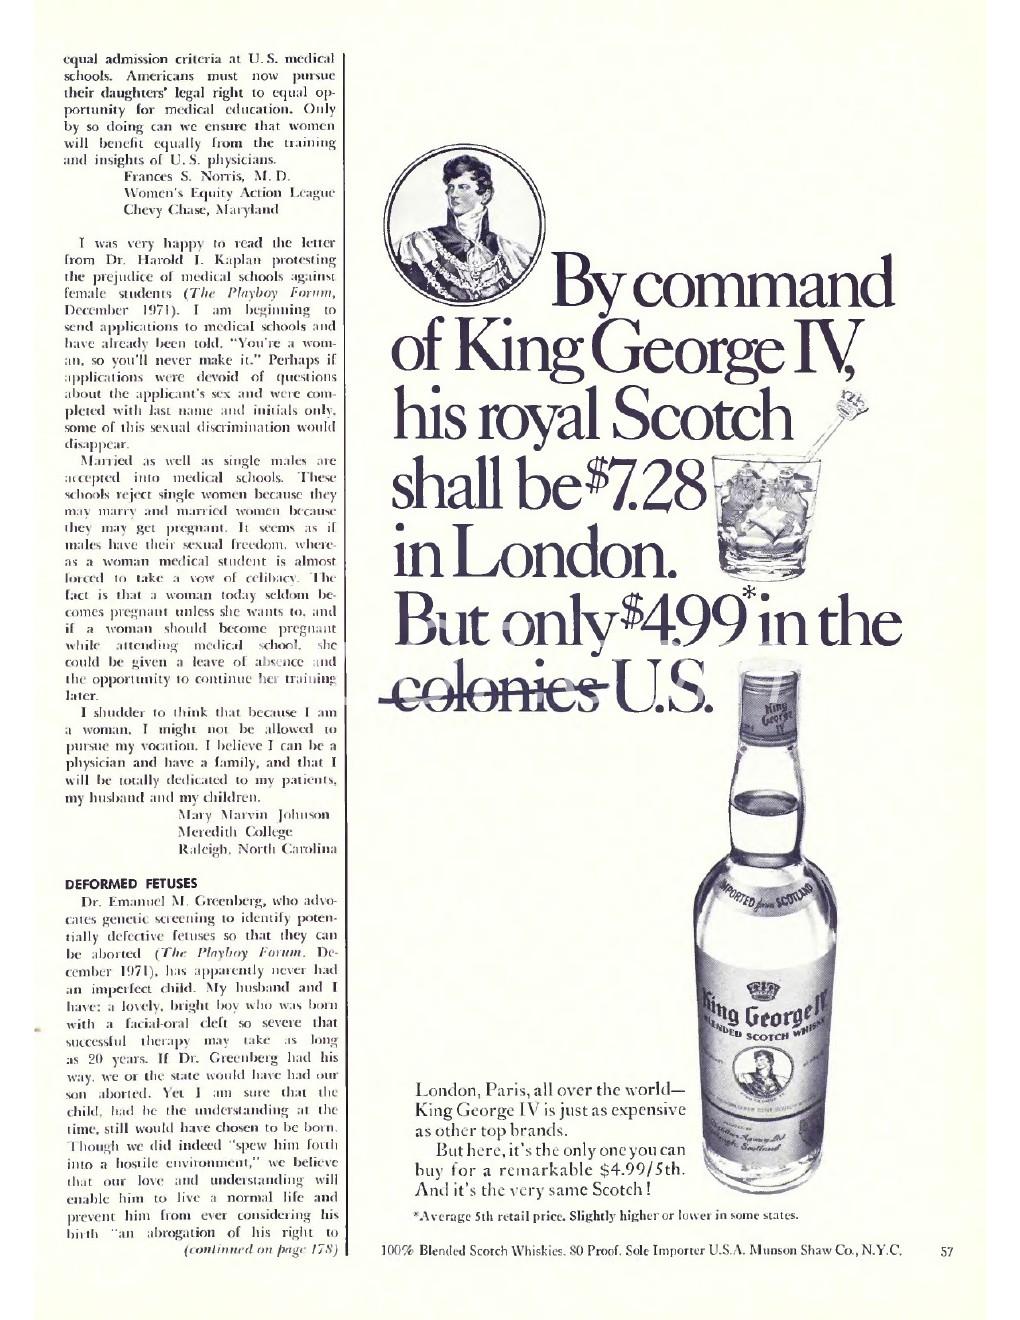 equal admission criteria at U. S. medical
schools. Americans must now pursue
their daughters' legal right to equal op-
portunity for medical education. Only
by so doing can we ensure that women
will benefit equally from the training
and insights of U. S. physicians.
Frances S. Norris, M. D.
Women's Equity Action League
Chevy Chase, Maryland
I was very happy to read the letter
from Dr. Harold I. Kaplan protesting
the prejudice of medical schools against
female students (The Playboy Forum,
December 1971). I am beginning to
send applications to medical schools and
have already been told, "You're a wom-
an, so you'll never make it." Perhaps if
applications were devoid of questions
about the applicant's sex and were com-
pleted with last name and initials only,
some of this sexual discrimination would
disappear.
Married as well as single males are
accepted into medical schools. These
schools reject single women because they
may marry and married women because
they may get pregnant. It seems as if
males have their sexual freedom, where-
as a woman medical student is almost
forced to take a vow of celibacy. The
fact is that a woman today seldom be-
comes pregnant unless she wants to, and
if a woman should become pregnant
while attending medical school, she
could be given a leave of absence and
the opportunity to continue her training
later.
I shudder to think that because I am
a woman, I might not be allowed to
pursue my vocation. I believe I can be a
physician and have a family, and that I
will be totally dedicated to my patients,
my husband and my children.
Mary Marvin Johnson
Meredith College
Raleigh, North Carolina
DEFORMED FETUSES
Dr. Emanuel M. Greenberg, who advo-
cates genetic screening to identify poten-
tially defective fetuses so that they can
be aborted (The Playboy Forum, De-
cember 1971), has apparently never had
an imperfect child. My husband and I
have: a lovely, bright boy who was born
with a facial-oral cleft so severe that
successful therapy may take as long
as 20 years. If Dr. Greenberg had his
way, we or the state would have had our
son aborted. Yet I am sure that the
child, had he the understanding at the
time, still would have chosen to be born.
Though we did indeed "spew him forth
into a hostile environment," we believe
that our love and understanding will
enable him to live a normal life and
prevent him from ever considering his
birth "an abrogation of his right to
(continued on page 178)
By command
of King George IV,
his royal Scotch
shall be $7.28
in London.
But only $4.99* in the
colonies U.S.
King
George
IV
IMPORTED from SCOTLAND
King George IV
BLENDED SCOTCH WHISKY
London, Paris, all over the world—
King George IV is just as expensive
as other top brands.
But here, it's the only one you can
buy for a remarkable $4.99/5th.
And it's the very same Scotch!
*Average 5th retail price. Slightly higher or lower in some states.
100% Blended Scotch Whiskies. 80 Proof. Sole Importer U.S.A. Munson Shaw Co., N.Y.C.
57